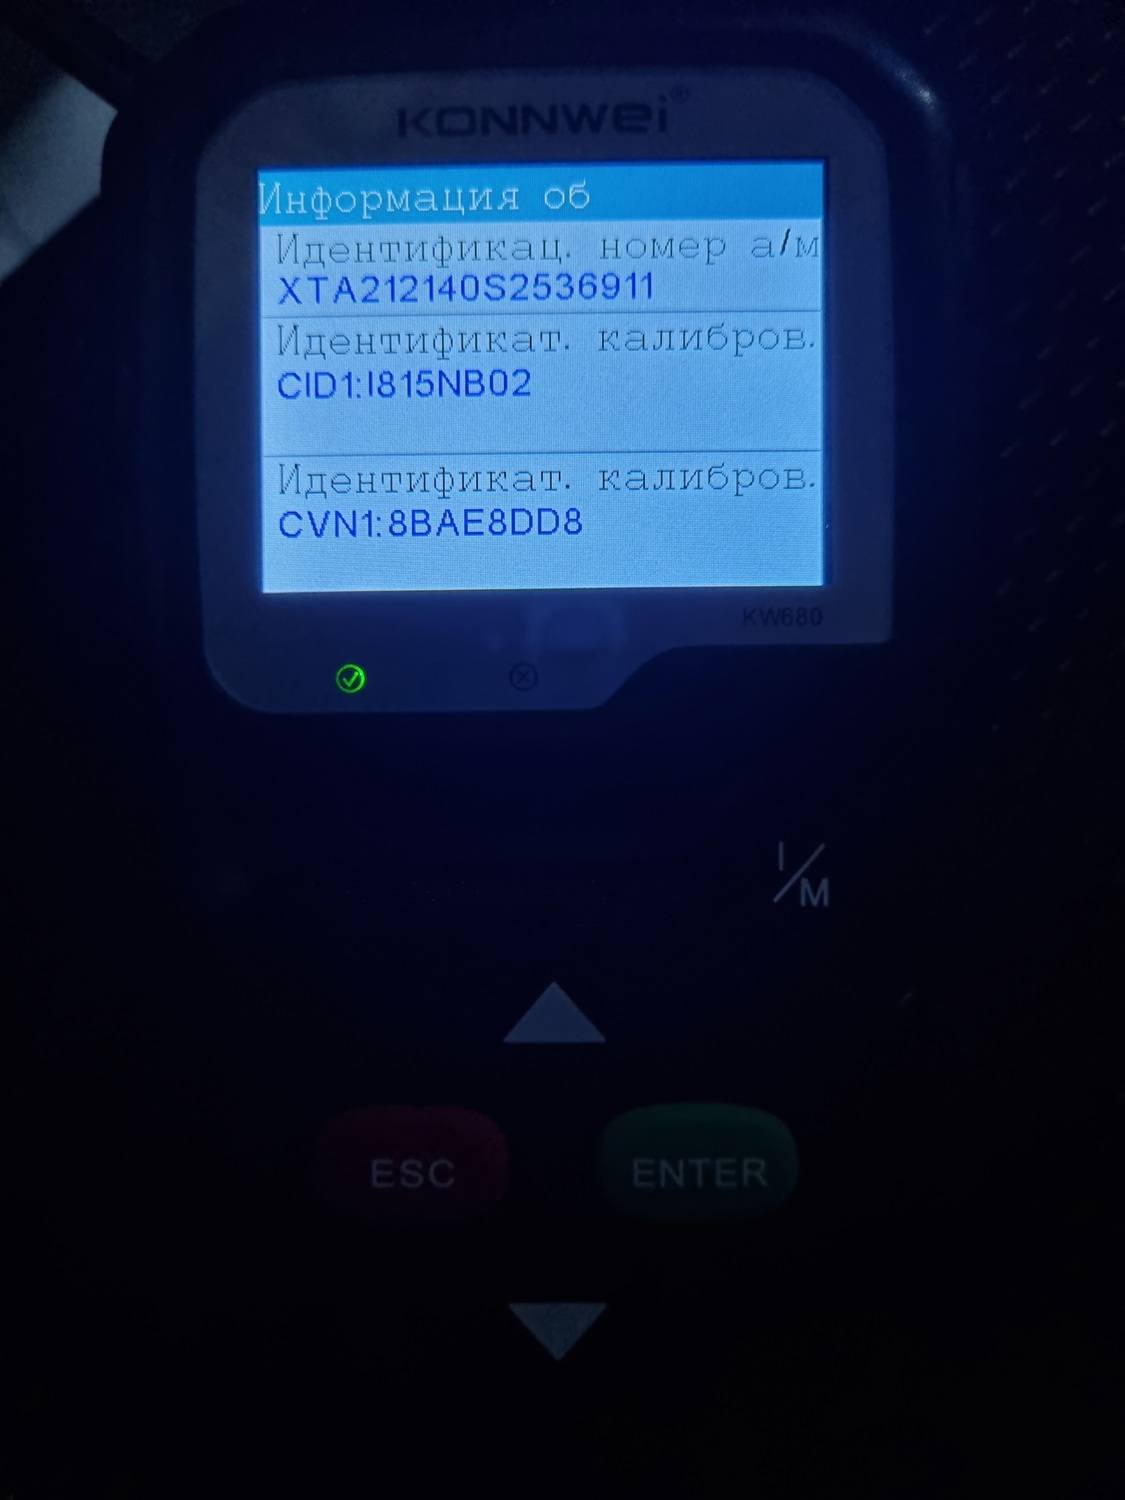 KONNWEI®
Информация об
Идентификац. номер а/м
XTA212140S2536911
Идентификат. калибров.
CID1:I815NB02
Идентификат. калибров.
CVN1:8BAE8DD8
KW680
I/M
ESC
ENTER